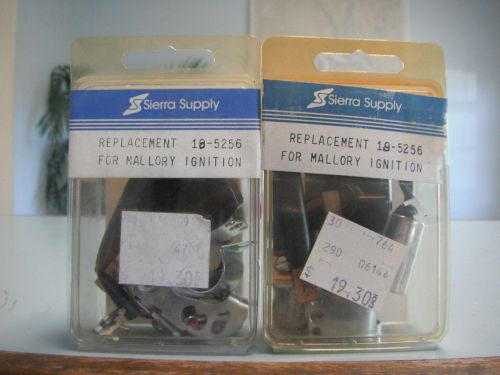 Sierra Supply
REPLACEMENT 18-5256
FOR MALLORY IGNITION
$ 19.30
Sierra Supply
REPLACEMENT 18-5256
FOR MALLORY IGNITION
30 764
290 06144
$ 19.30